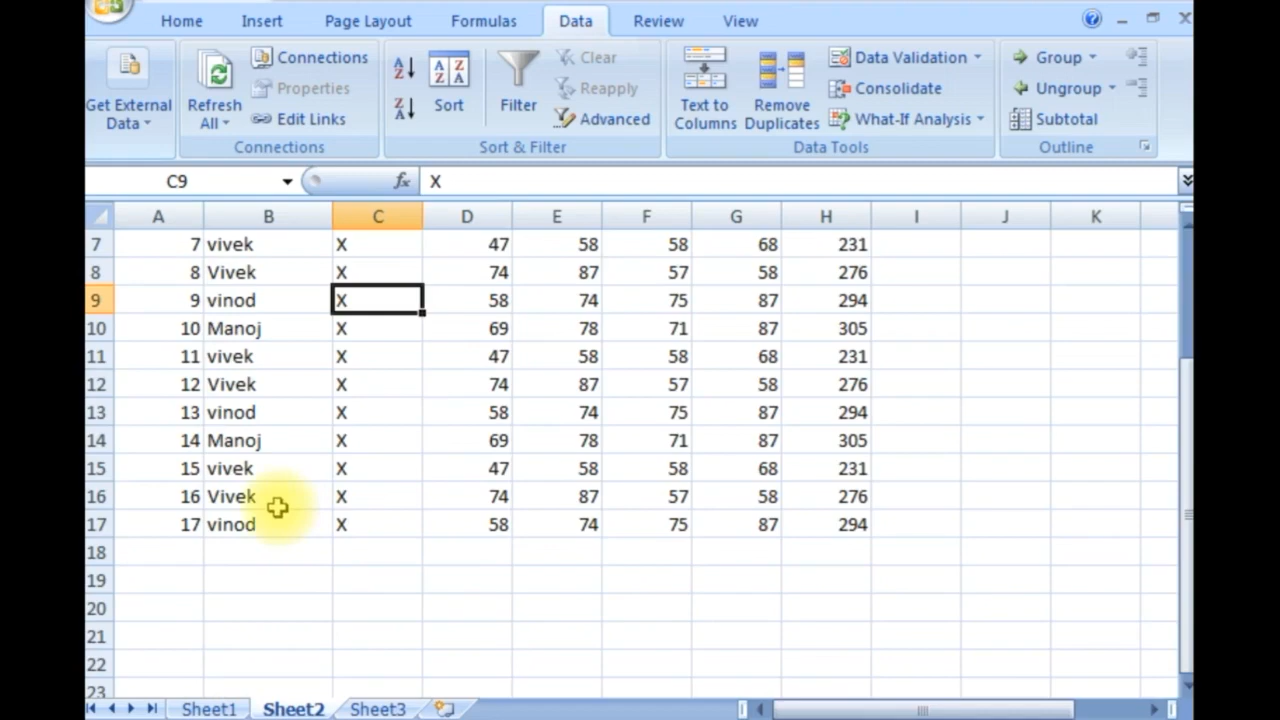 Home Insert Page Layout Formulas Data Review View
Get External Data
Refresh All
Connections
Properties
Edit Links
Connections
A Z
Z A
Sort
Filter
Clear
Reapply
Advanced
Sort & Filter
Text to Columns
Remove Duplicates
Data Validation
Consolidate
What-If Analysis
Data Tools
Group
Ungroup
Subtotal
Outline
C9 fx X
A B C D E F G H I J K
7 7 vivek X 47 58 58 68 231
8 8 Vivek X 74 87 57 58 276
9 9 vinod X 58 74 75 87 294
10 10 Manoj X 69 78 71 87 305
11 11 vivek X 47 58 58 68 231
12 12 Vivek X 74 87 57 58 276
13 13 vinod X 58 74 75 87 294
14 14 Manoj X 69 78 71 87 305
15 15 vivek X 47 58 58 68 231
16 16 Vivek X 74 87 57 58 276
17 17 vinod X 58 74 75 87 294
18
19
20
21
22
23
Sheet1 Sheet2 Sheet3